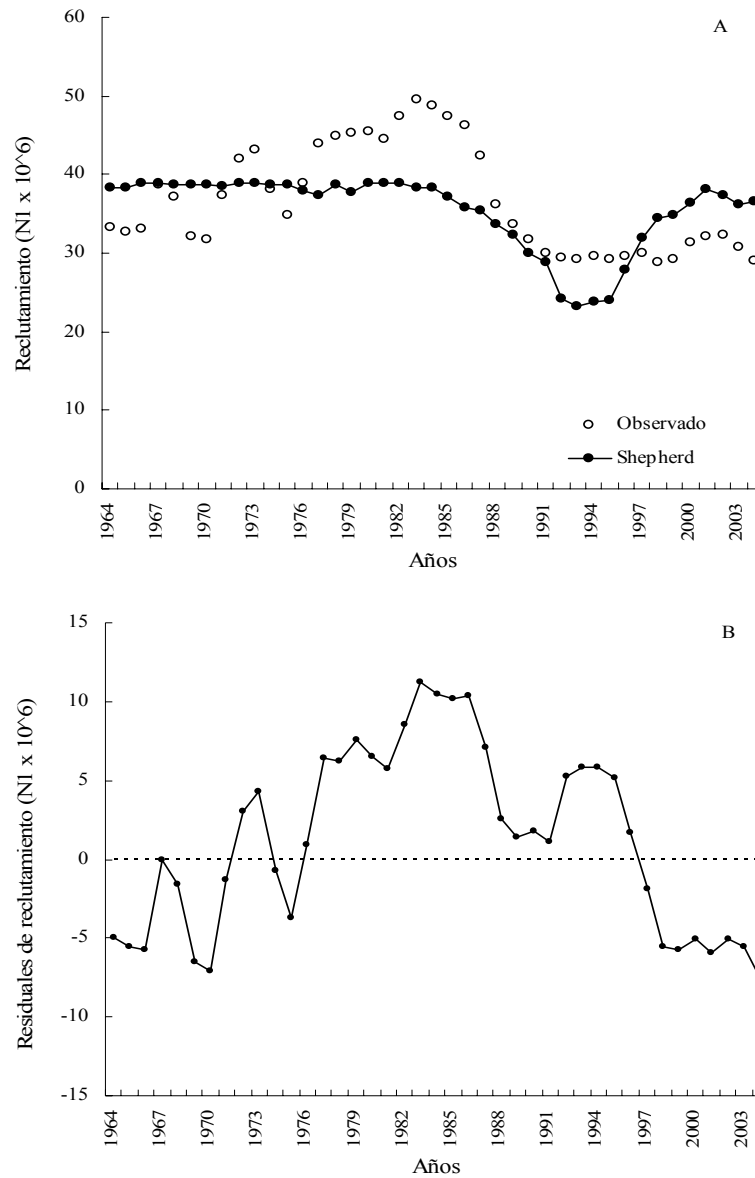 A
60
50
40
30
20
10
0
Reclutamiento (N1 x 10^6)
Observado
Shepherd
1964 1967 1970 1973 1976 1979 1982 1985 1988 1991 1994 1997 2000 2003
Años
B
15
10
5
0
-5
-10
-15
Residuales de reclutamiento (N1 x 10^6)
1964 1967 1970 1973 1976 1979 1982 1985 1988 1991 1994 1997 2000 2003
Años